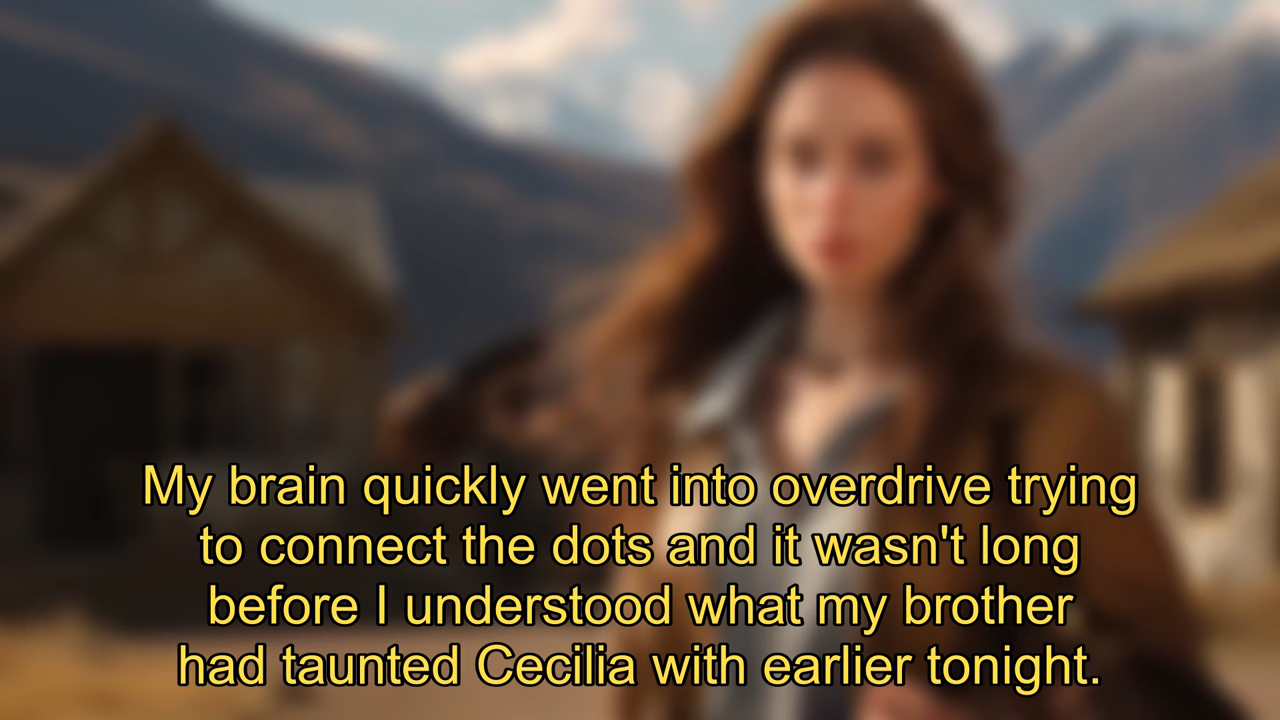 My brain quickly went into overdrive trying
to connect the dots and it wasn't long
before I understood what my brother
had taunted Cecilia with earlier tonight.